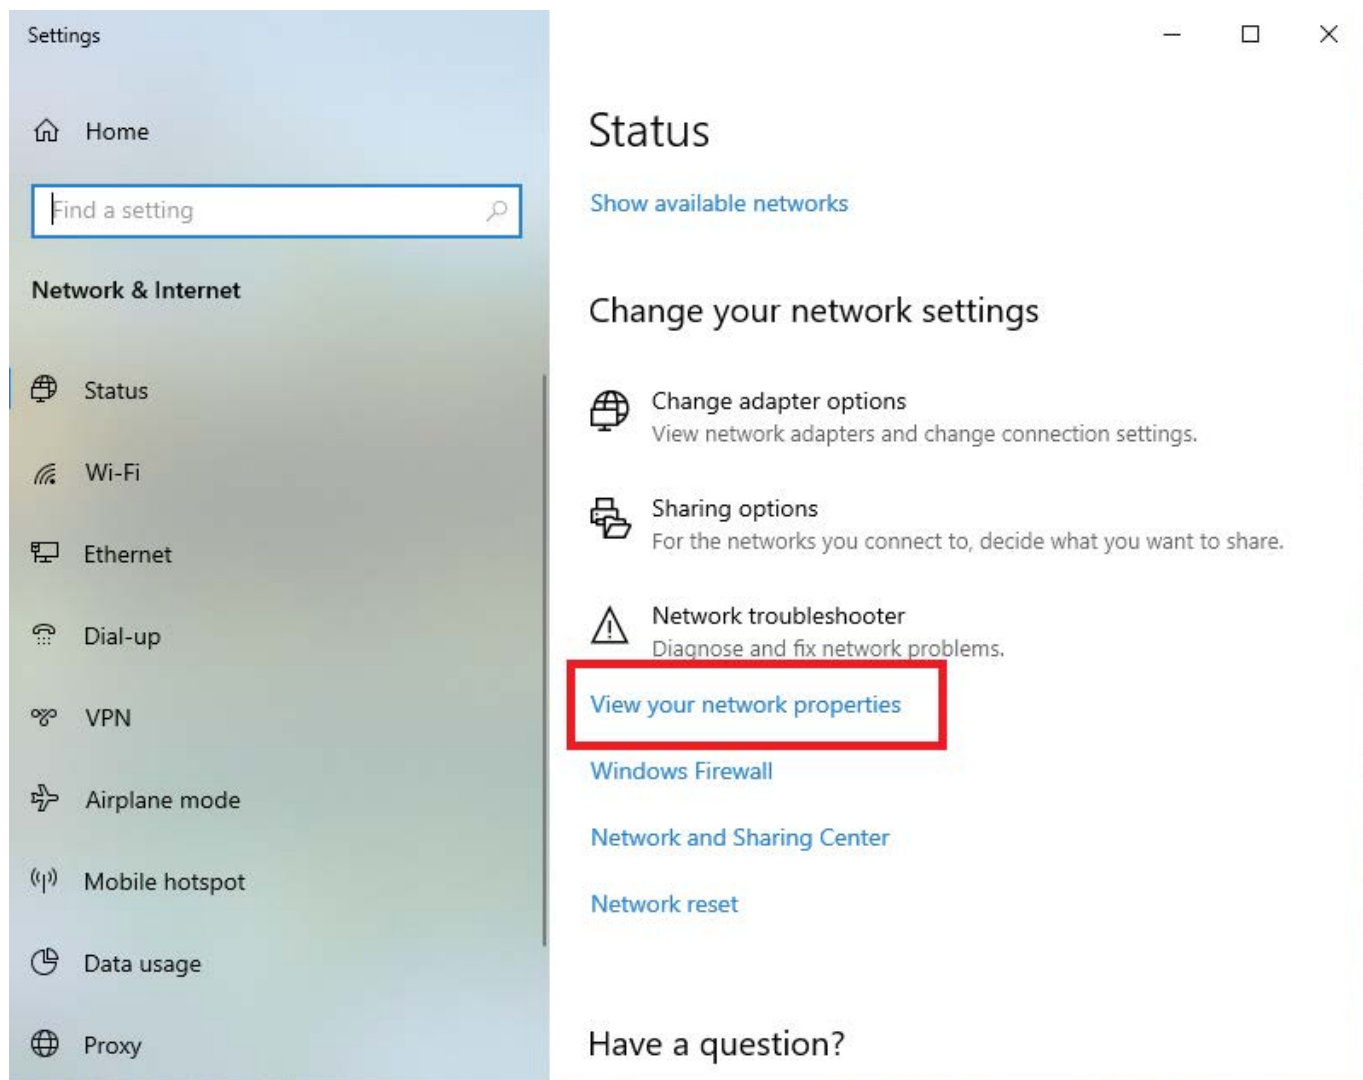 Settings
Home
Find a setting
Network & Internet
Status
Wi-Fi
Ethernet
Dial-up
VPN
Airplane mode
Mobile hotspot
Data usage
Proxy
Status
Show available networks
Change your network settings
Change adapter options
View network adapters and change connection settings.
Sharing options
For the networks you connect to, decide what you want to share.
Network troubleshooter
Diagnose and fix network problems.
View your network properties
Windows Firewall
Network and Sharing Center
Network reset
Have a question?